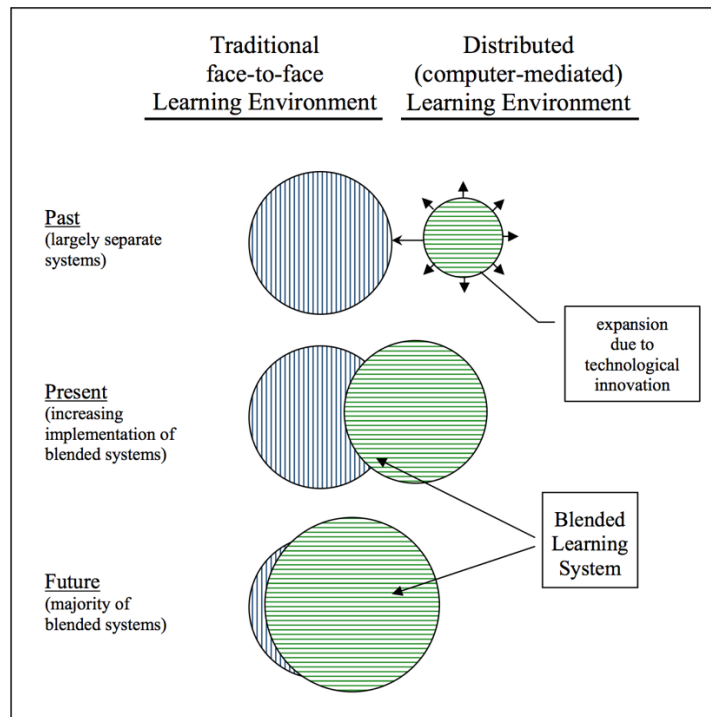 Traditional
face-to-face
Learning Environment
Distributed
(computer-mediated)
Learning Environment
Past
(largely separate
systems)
expansion
due to
technological
innovation
Present
(increasing
implementation of
blended systems)
Blended
Learning
System
Future
(majority of
blended systems)